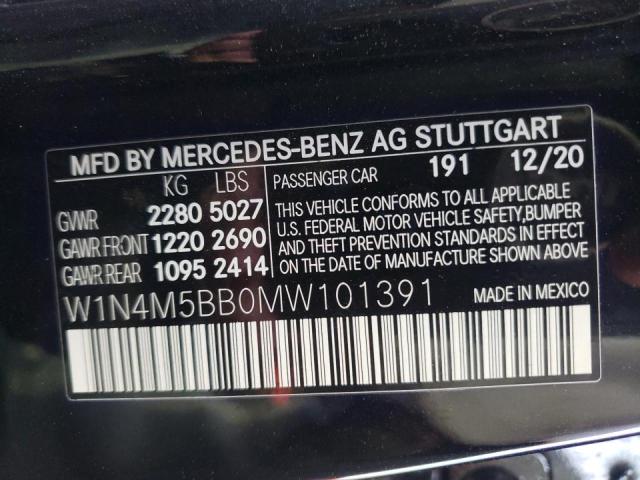 MFD BY MERCEDES-BENZ AG STUTTGART
KG LBS
GVWR 2280 5027
GAWR FRONT 1220 2690
GAWR REAR 1095 2414
PASSENGER CAR 191 12/20
THIS VEHICLE CONFORMS TO ALL APPLICABLE
U.S. FEDERAL MOTOR VEHICLE SAFETY,BUMPER
AND THEFT PREVENTION STANDARDS IN EFFECT
ON THE DATE OF MANUFACTURE SHOWN ABOVE
W1N4M5BB0MW101391
MADE IN MEXICO